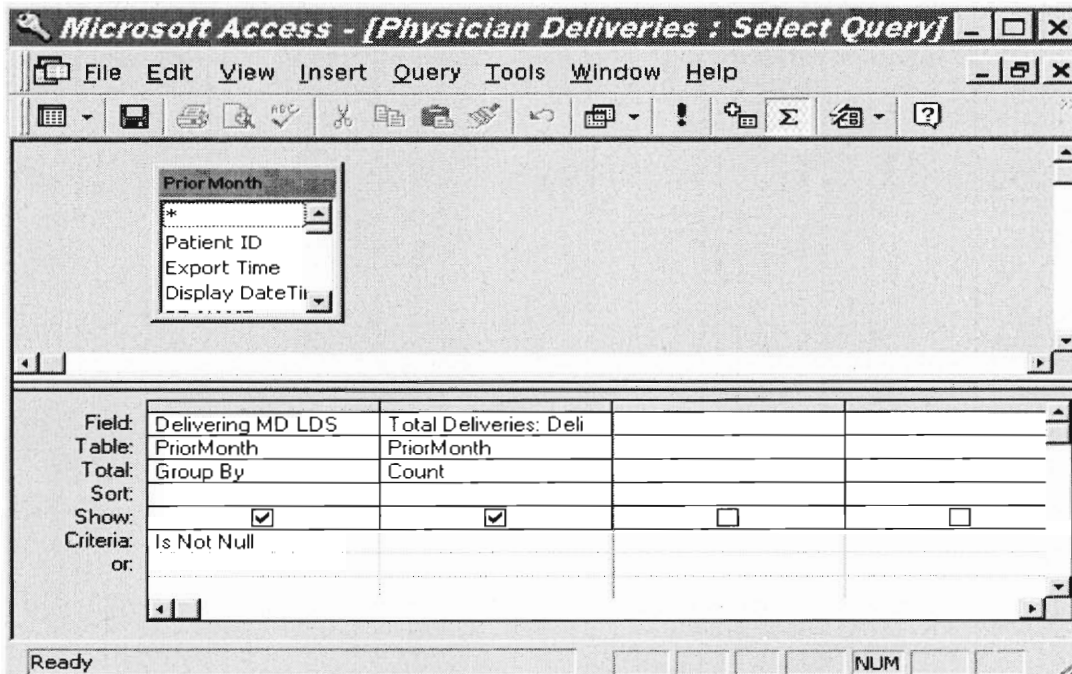 Microsoft Access - [Physician Deliveries : Select Query]
File Edit View Insert Query Tools Window Help
PriorMonth
*
Patient ID
Export Time
Display DateTi
Field: Delivering MD LDS Total Deliveries: Deli
Table: PriorMonth PriorMonth
Total: Group By Count
Sort:
Show:
Criteria: Is Not Null
or:
Ready NUM